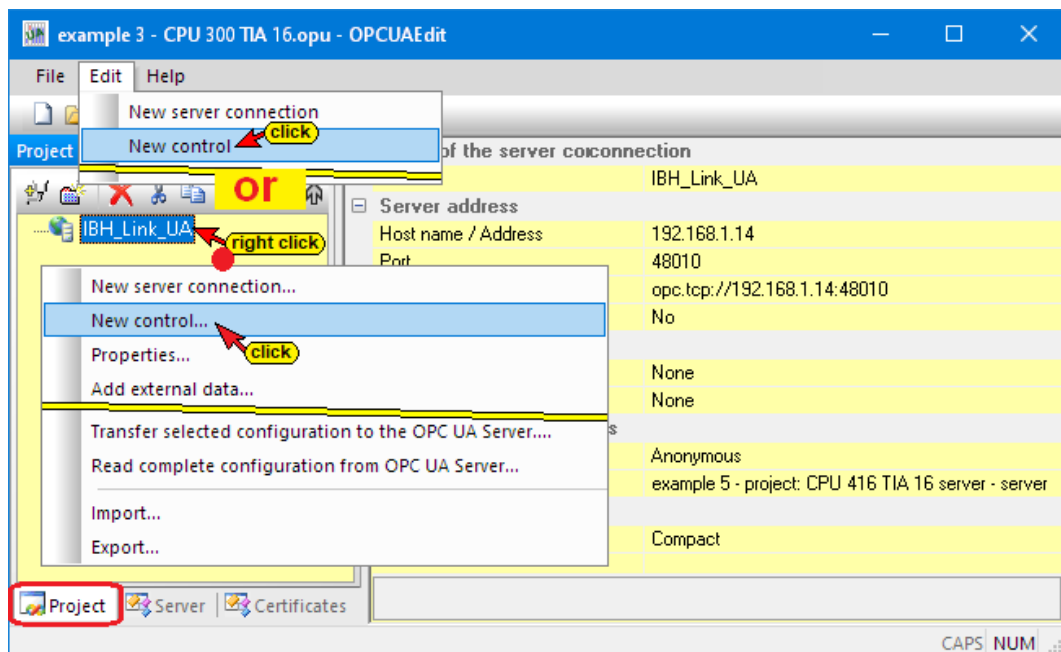 example 3 - CPU 300 TIA 16.opu - OPCUAEdit
File Edit Help
New server connection
New control click
Project of the server connection
or IBH_Link_UA
Server address
IBH_Link_UA right click Host name / Address 192.168.1.14
Port 48010
New server connection... opc.tcp://192.168.1.14:48010
New control... No
click
Properties... None
Add external data... None
Transfer selected configuration to the OPC UA Server.... s
Anonymous
Read complete configuration from OPC UA Server...
example 5 - project: CPU 416 TIA 16 server - server
Import...
Compact
Export...
Project Server Certificates
CAPS NUM